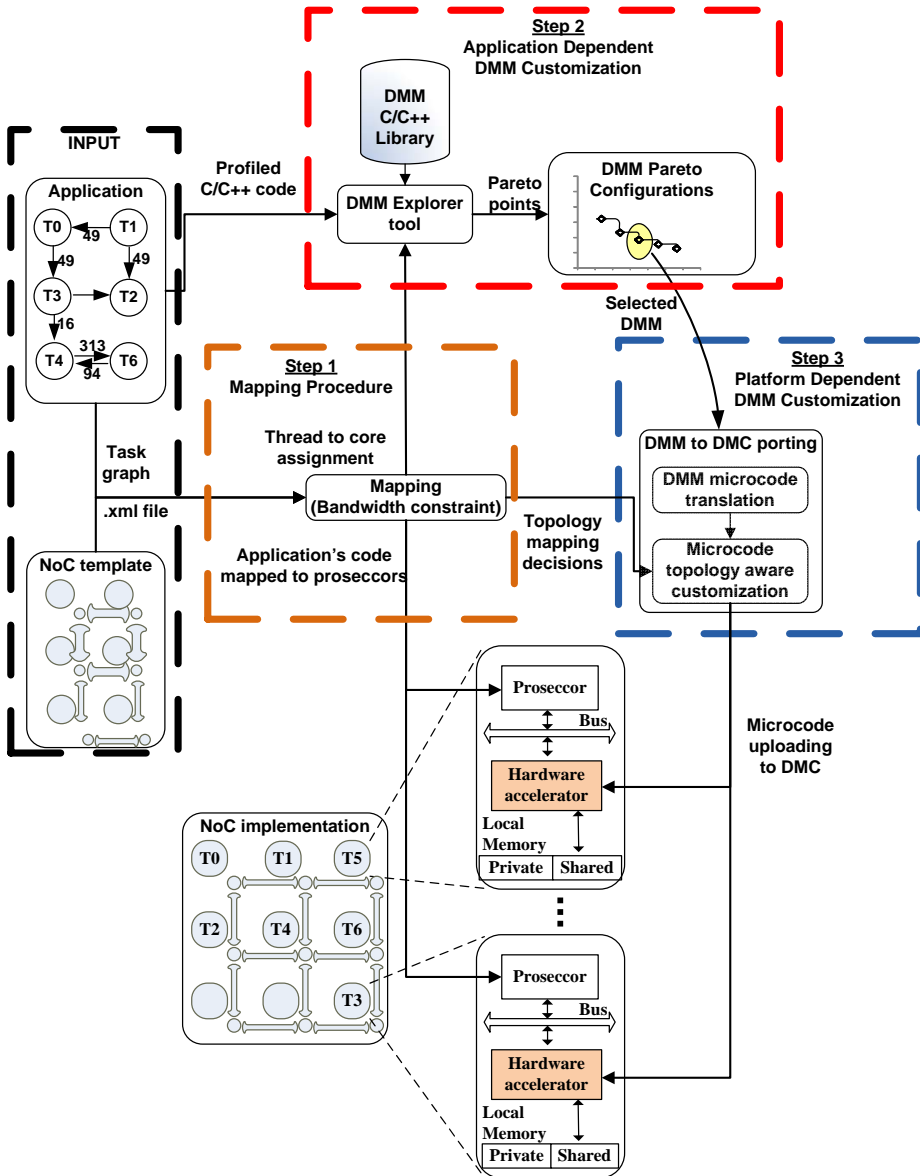 Step 2
Application Dependent
DMM Customization
DMM
C/C++
Library
DMM Explorer
tool
Pareto
points
DMM Pareto
Configurations
INPUT
Application
T0
T1
49
49
49
T3
T2
16
313
T4
T6
94
Profiled
C/C++ code
Selected
DMM
Step 1
Mapping Procedure
Thread to core
assignment
Mapping
(Bandwidth constraint)
Application's code
mapped to proseccors
Task
graph
.xml file
Topology
mapping
decisions
Step 3
Platform Dependent
DMM Customization
DMM to DMC porting
DMM microcode
translation
Microcode
topology aware
customization
NoC template
Microcode
uploading
to DMC
Proseccor
Bus
Hardware
accelerator
Local
Memory
Private
Shared
NoC implementation
T0
T1
T5
T2
T4
T6
T3
Proseccor
Bus
Hardware
accelerator
Local
Memory
Private
Shared